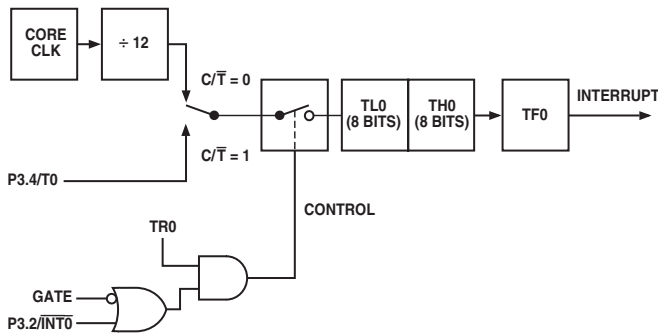 CORE
CLK
÷ 12
C/T̅ = 0
C/T̅ = 1
P3.4/T0
TL0
(8 BITS)
TH0
(8 BITS)
TF0
INTERRUPT
CONTROL
TR0
GATE
P3.2/I̅N̅T̅0̅